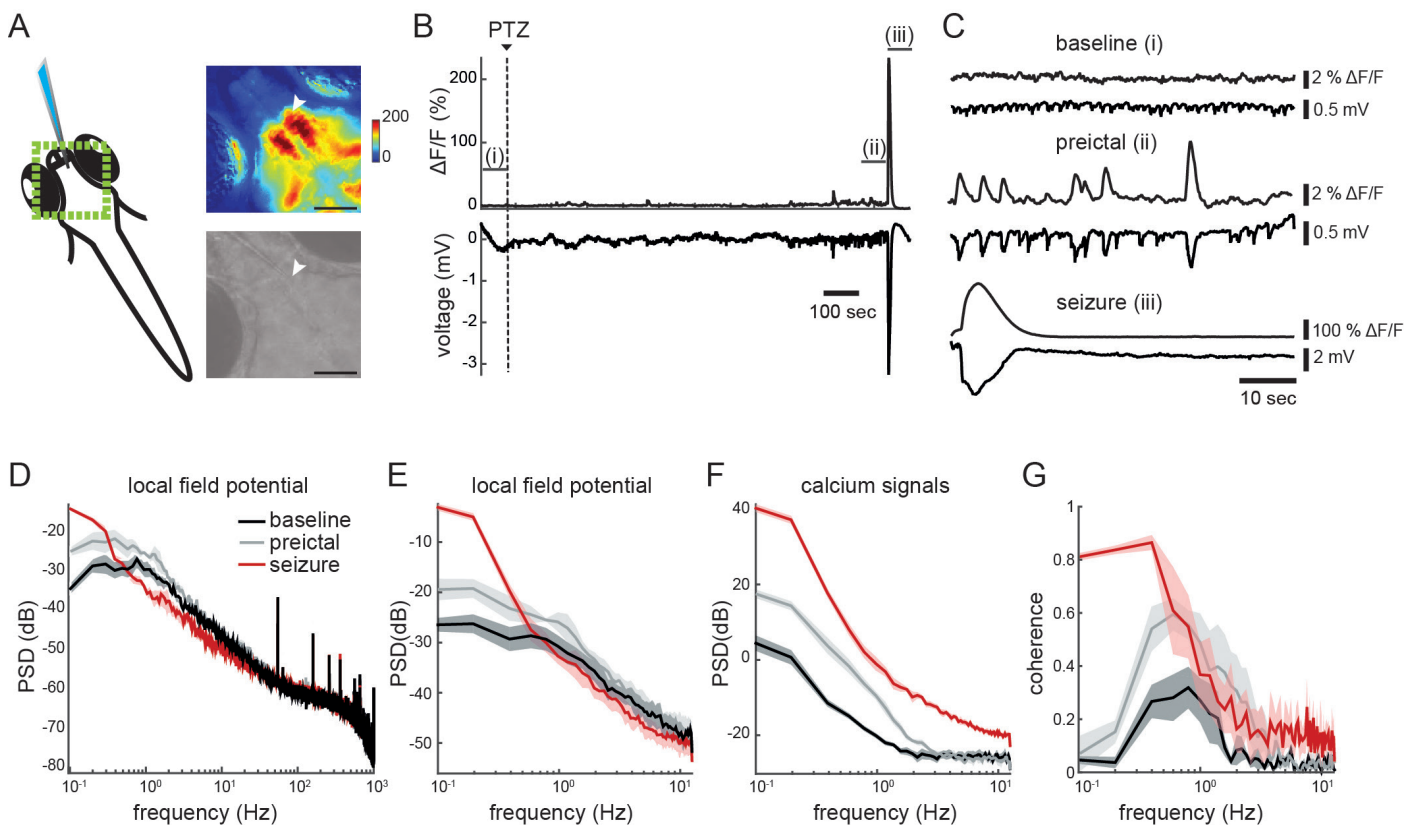 A
200
0
B
PTZ
(i)
(ii)
(iii)
200
100
0
ΔF/F (%)
0
-1
-2
-3
voltage (mV)
100 sec
C
baseline (i)
2 % ΔF/F
0.5 mV
preictal (ii)
2 % ΔF/F
0.5 mV
seizure (iii)
100 % ΔF/F
2 mV
10 sec
D
local field potential
baseline
preictal
seizure
-20
-30
-40
-50
-60
-70
-80
PSD (dB)
10⁻¹ 10⁰ 10¹ 10² 10³
frequency (Hz)
E
local field potential
-10
-20
-30
-40
-50
PSD(dB)
10⁻¹ 10⁰ 10¹
frequency (Hz)
F
calcium signals
40
20
0
-20
PSD(dB)
10⁻¹ 10⁰ 10¹
frequency (Hz)
G
1
0.8
0.6
0.4
0.2
0
coherence
10⁻¹ 10⁰ 10¹
frequency (Hz)